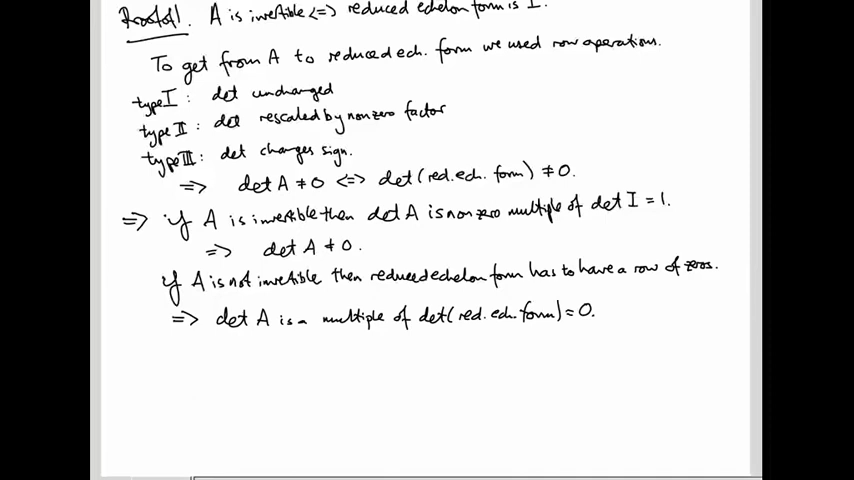 Proof of 1. A is invertible <=> reduced echelon form is I.
To get from A to reduced ech. form we used row operations.
type I : det unchanged
type II : det rescaled by nonzero factor
type III : det changes sign.
=> det A ≠ 0 <=> det(red. ech. form) ≠ 0.
=> if A is invertible then det A is nonzero multiple of det I = 1.
=> det A ≠ 0.
if A is not invertible then reduced echelon form has to have a row of zeros.
=> det A is a multiple of det(red. ech. form) = 0.